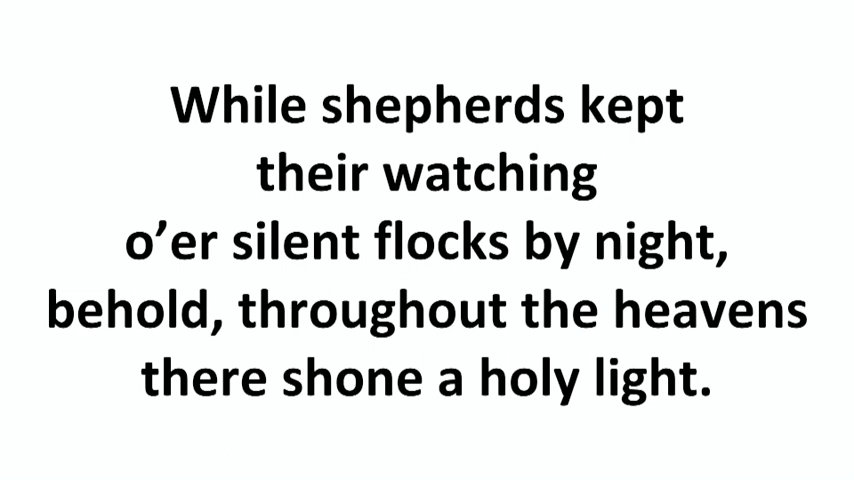 While shepherds kept
their watching
o’er silent flocks by night,
behold, throughout the heavens
there shone a holy light.